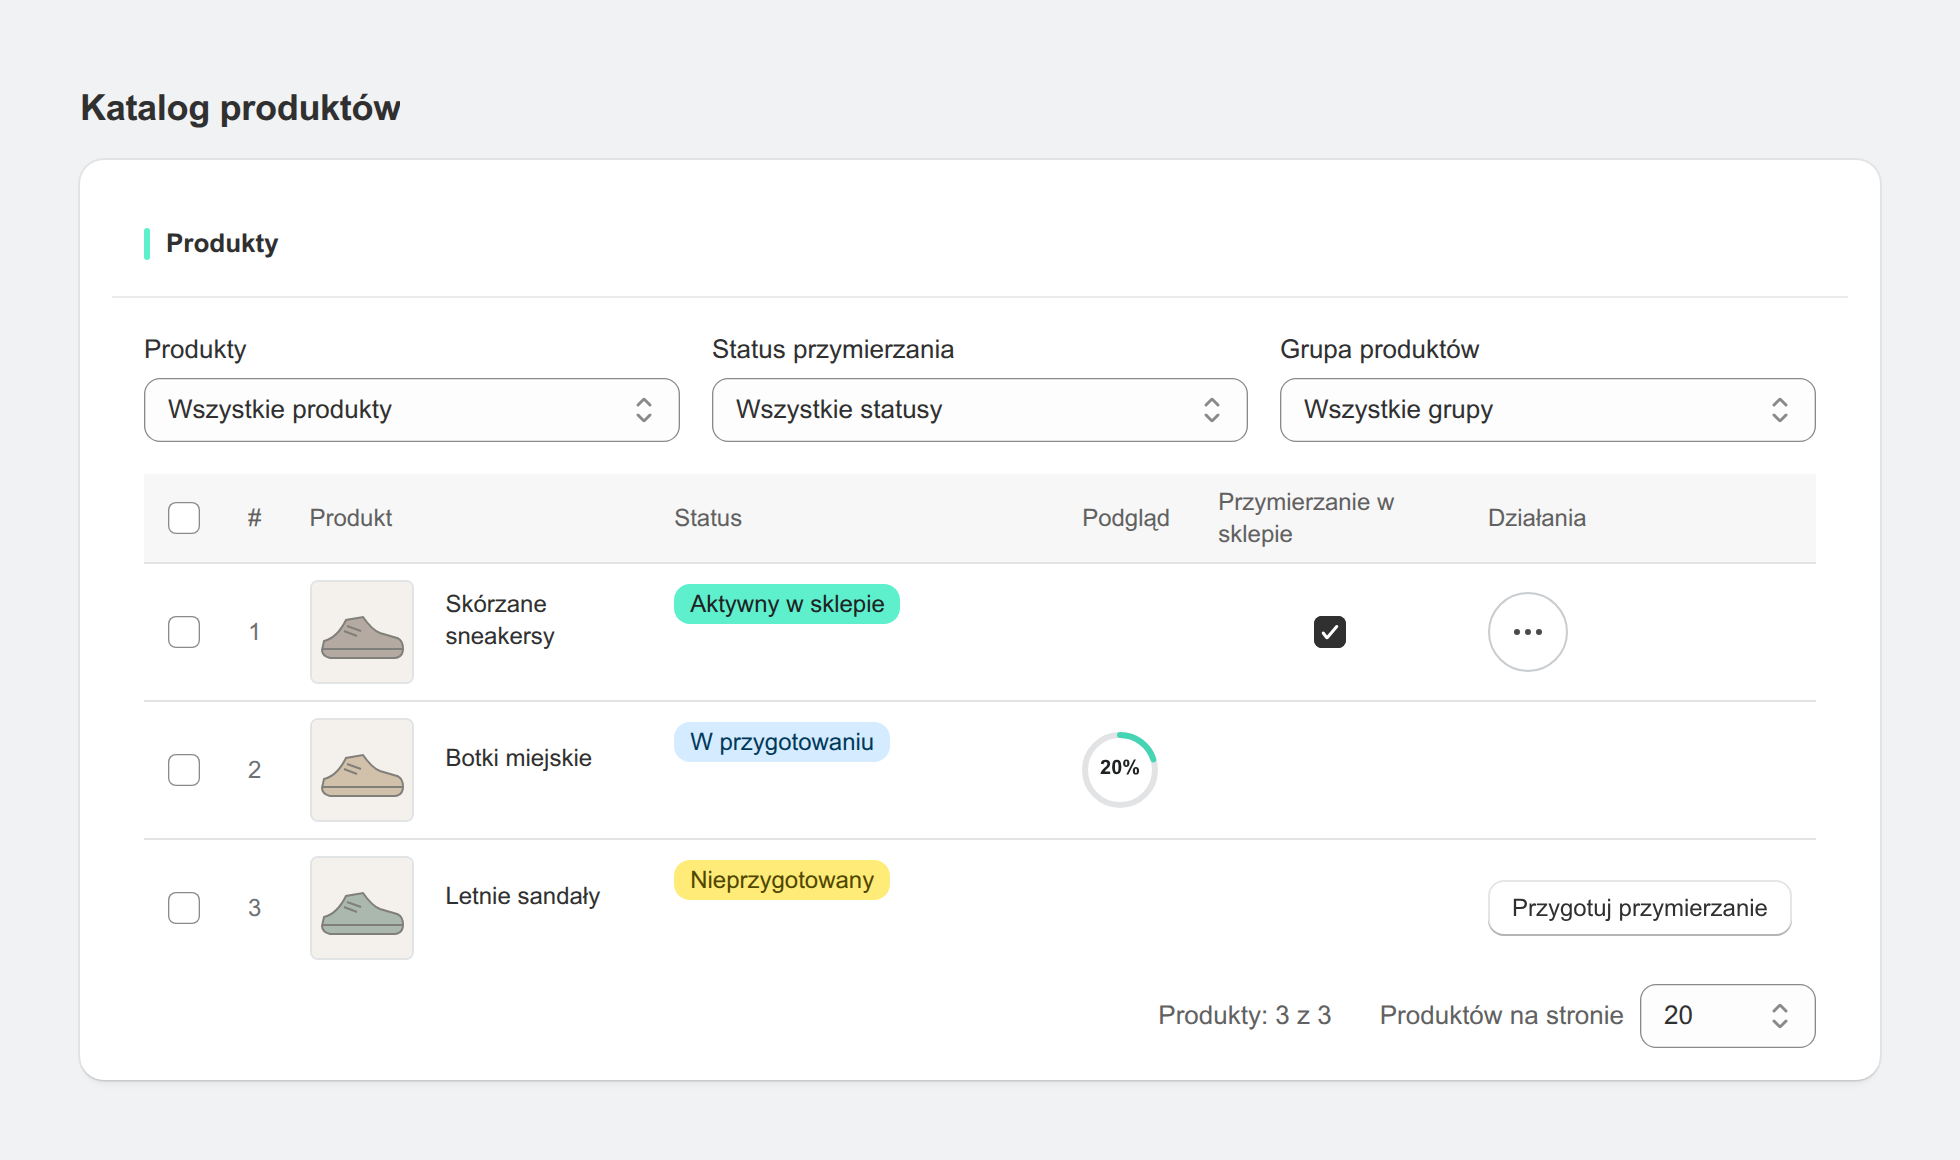 Katalog produktów
Produkty
Produkty
Status przymierzania
Grupa produktów
Wszystkie produkty
Wszystkie statusy
Wszystkie grupy
#
Produkt
Status
Podgląd
Przymierzanie w
sklepie
Działania
1
Skórzane
sneakersy
Aktywny w sklepie
2
Botki miejskie
W przygotowaniu
20%
3
Letnie sandały
Nieprzygotowany
Przygotuj przymierzanie
Produkty: 3 z 3
Produktów na stronie
20